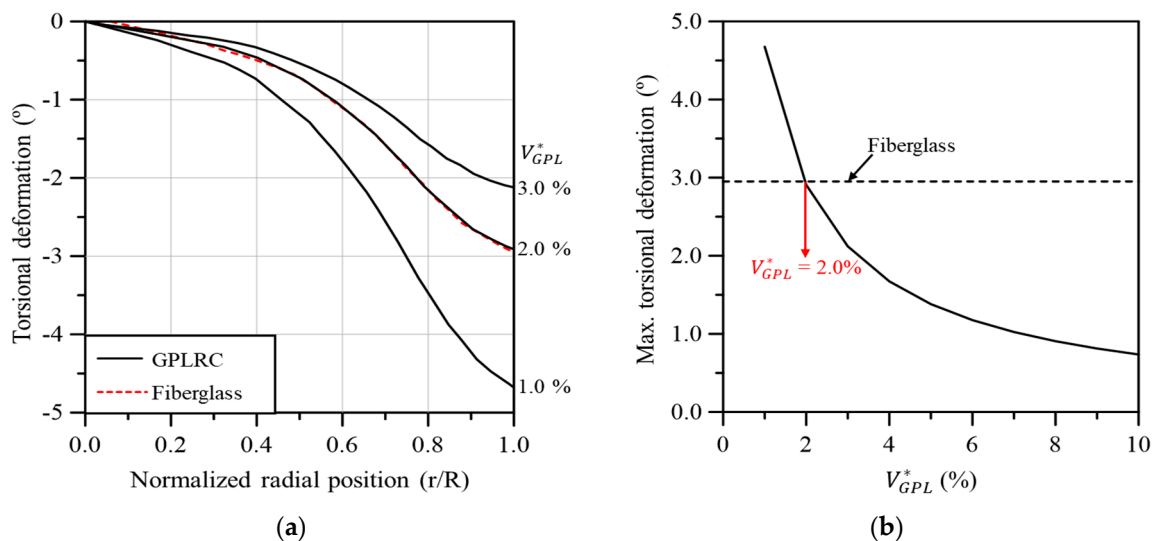 0
-1
-2
-3
-4
-5
Torsional deformation (º)
0.0 0.2 0.4 0.6 0.8 1.0
Normalized radial position (r/R)
V*GPL
3.0 %
2.0 %
1.0 %
GPLRC
Fiberglass
(a)
5.0
4.0
3.0
2.0
1.0
0.0
Max. torsional deformation (º)
Fiberglass
V*GPL = 2.0%
0 2 4 6 8 10
V*GPL (%)
(b)